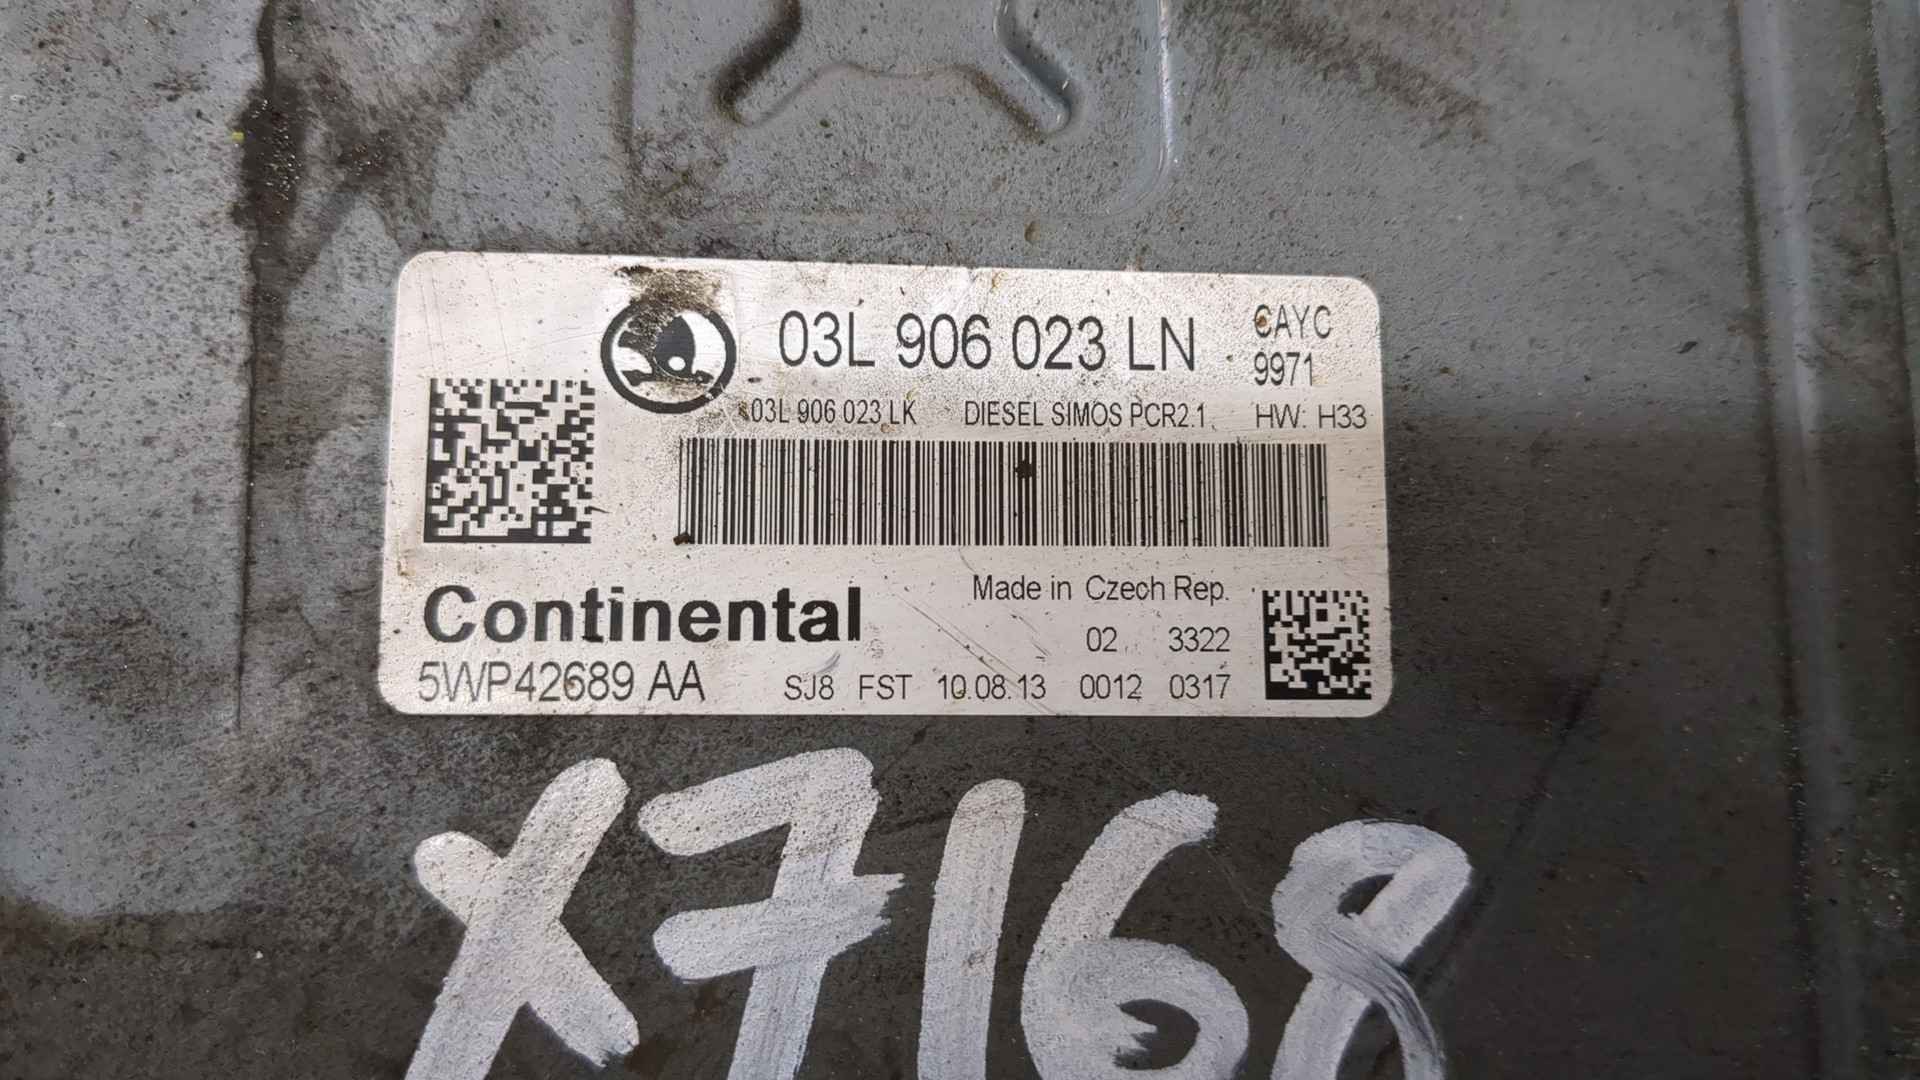 03L 906 023 LN CAYC
9971
03L 906 023 LK DIESEL SIMOS PCR2.1 HW: H33
Continental
Made in Czech Rep.
02 3322
5WP42689 AA SJ8 FST 10.08.13 0012 0317
X7168